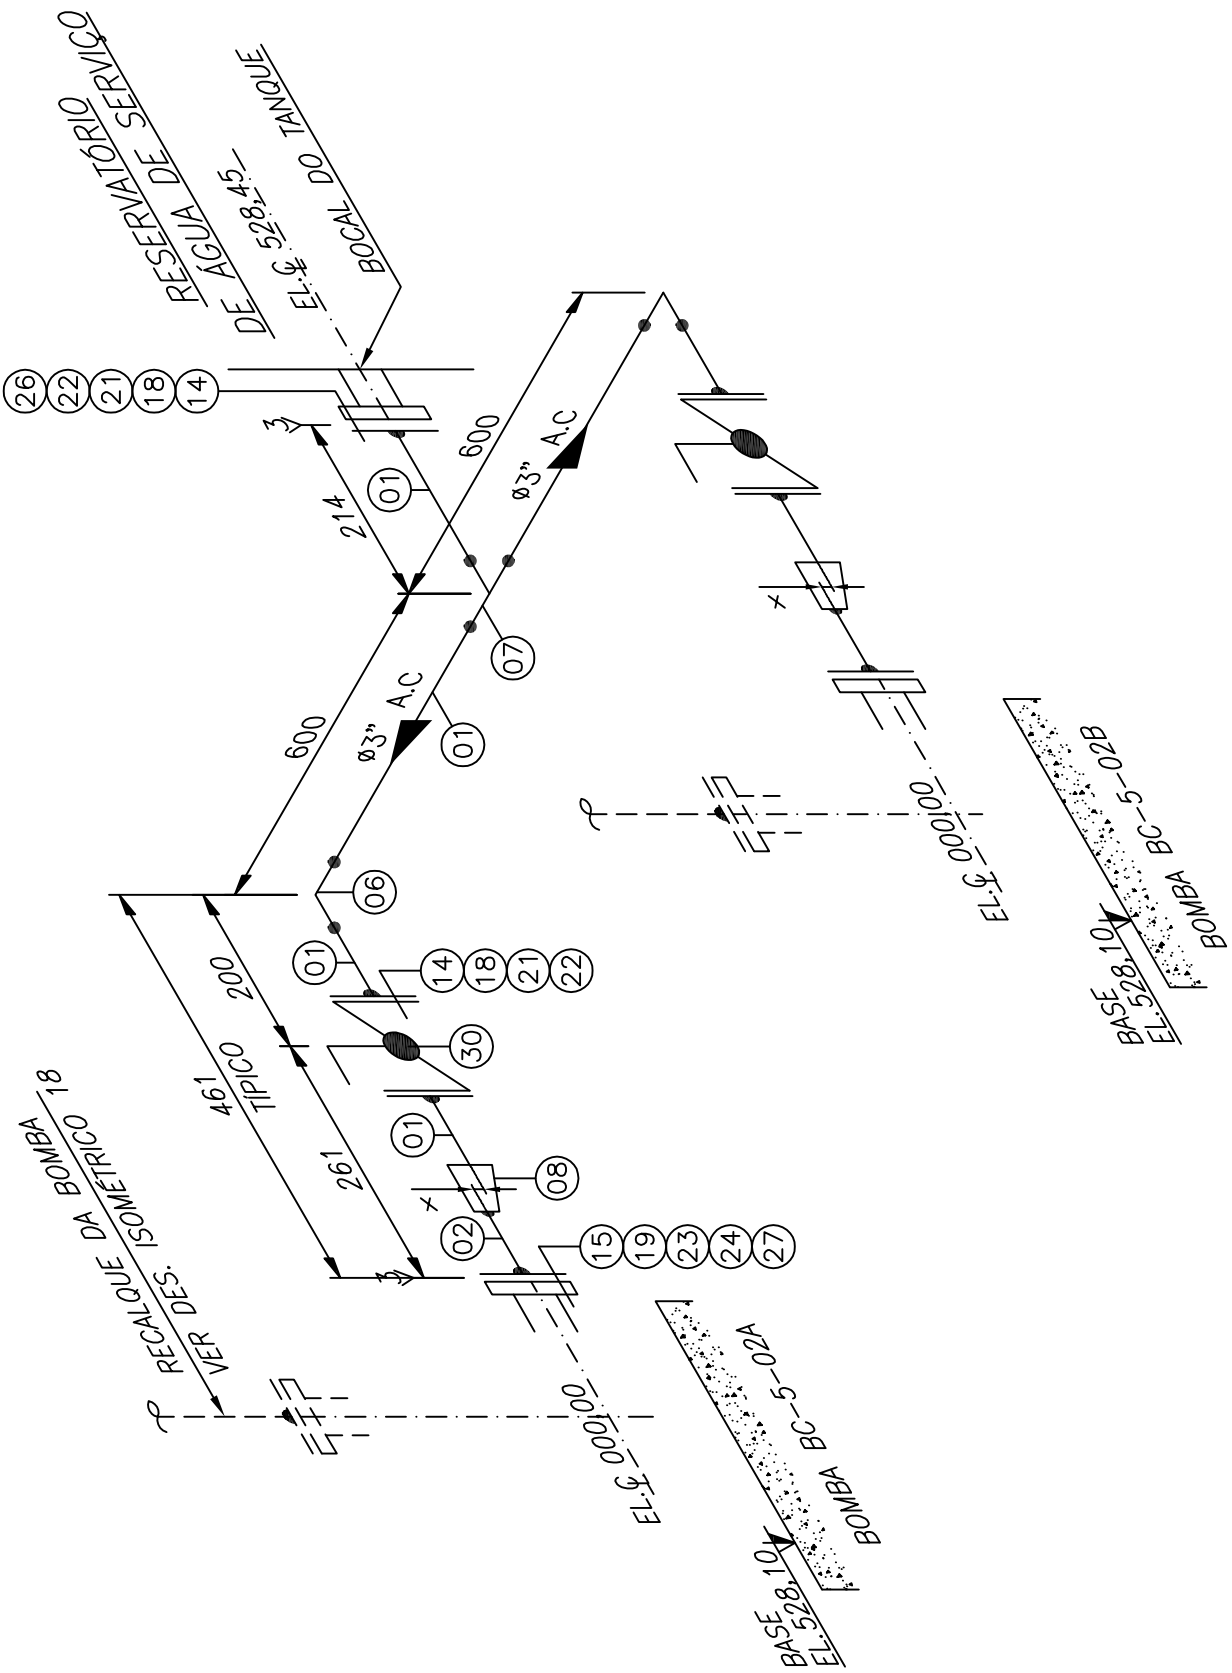 RESERVATÓRIO
DE ÁGUA DE SERVIÇO
EL.℄ 528,45
BOCAL DO TANQUE
26
22
21
18
14
3
214
01
600
ø3" A.C
07
600
ø3" A.C
01
06
01
14
18
21
22
30
461
TÍPICO
200
261
01
x
08
02
3
15
19
23
24
27
RECALQUE DA BOMBA
VER DES. ISOMÉTRICO 18
EL.℄ 000,00
BASE
EL.528,10
BOMBA BC-5-02A
x
EL.℄ 000,00
BASE
EL.528,10
BOMBA BC-5-02B